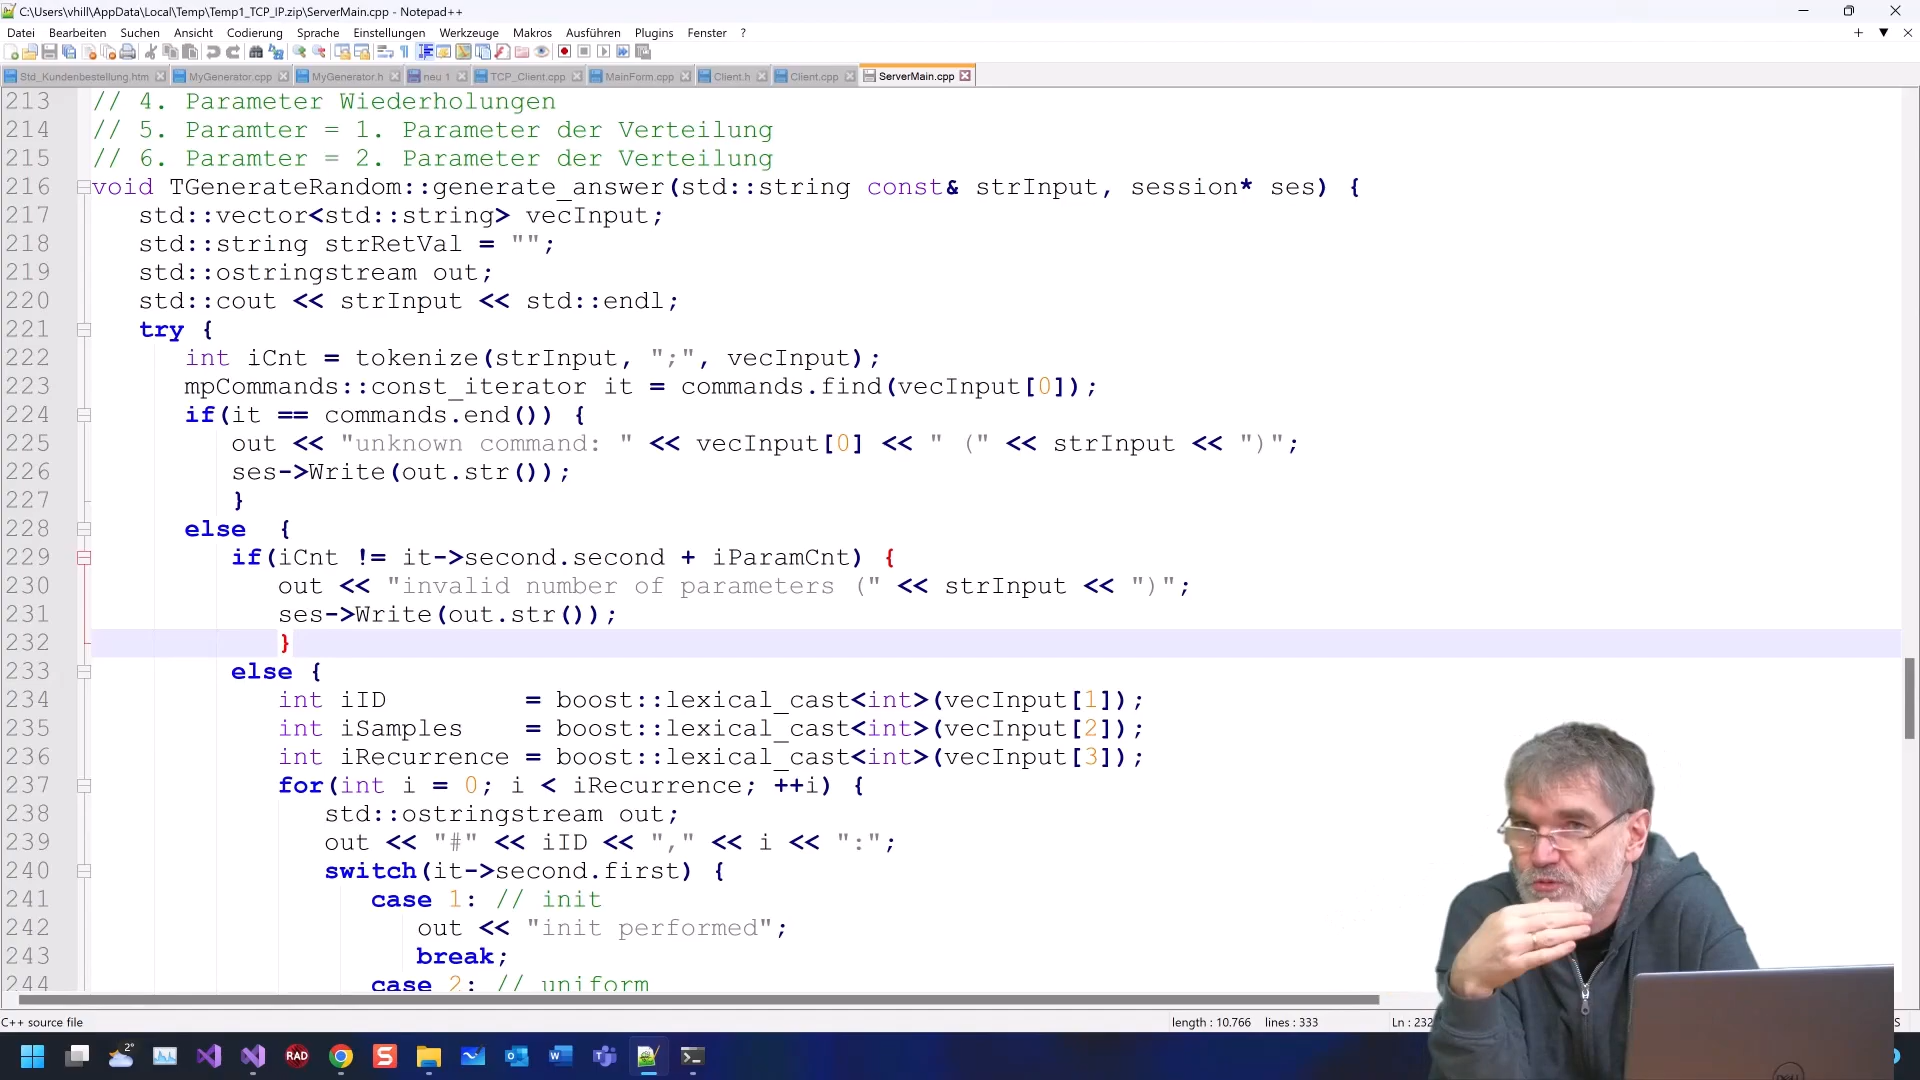 C:\Users\vhill\AppData\Local\Temp\Temp1_TCP_IP.zip\ServerMain.cpp - Notepad++
Datei Bearbeiten Suchen Ansicht Codierung Sprache Einstellungen Werkzeuge Makros Ausführen Plugins Fenster ?
Std_Kundenbestellung.htm MyGenerator.cpp MyGenerator.h neu 1 TCP_Client.cpp MainForm.cpp Client.h Client.cpp ServerMain.cpp
213 // 4. Parameter Wiederholungen
214 // 5. Paramter = 1. Parameter der Verteilung
215 // 6. Paramter = 2. Parameter der Verteilung
216 void TGenerateRandom::generate_answer(std::string const& strInput, session* ses) {
217 std::vector<std::string> vecInput;
218 std::string strRetVal = "";
219 std::ostringstream out;
220 std::cout << strInput << std::endl;
221 try {
222 int iCnt = tokenize(strInput, ";", vecInput);
223 mpCommands::const_iterator it = commands.find(vecInput[0]);
224 if(it == commands.end()) {
225 out << "unknown command: " << vecInput[0] << " (" << strInput << ")";
226 ses->Write(out.str());
227 }
228 else {
229 if(iCnt != it->second.second + iParamCnt) {
230 out << "invalid number of parameters (" << strInput << ")";
231 ses->Write(out.str());
232 }
233 else {
234 int iID = boost::lexical_cast<int>(vecInput[1]);
235 int iSamples = boost::lexical_cast<int>(vecInput[2]);
236 int iRecurrence = boost::lexical_cast<int>(vecInput[3]);
237 for(int i = 0; i < iRecurrence; ++i) {
238 std::ostringstream out;
239 out << "#" << iID << "," << i << ":";
240 switch(it->second.first) {
241 case 1: // init
242 out << "init performed";
243 break;
244 case 2: // uniform
C++ source file length : 10.766 lines : 333 Ln : 232
2°
RAD